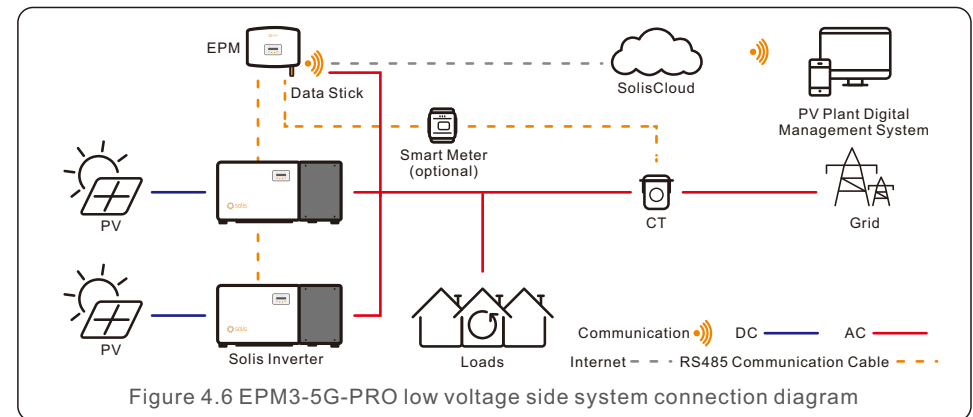 EPM
Data Stick
SolisCloud
PV Plant Digital
Management System
Smart Meter
(optional)
PV
solis
CT
Grid
PV
solis
Solis Inverter
Loads
Communication
DC
AC
Internet
RS485 Communication Cable
Figure 4.6 EPM3-5G-PRO low voltage side system connection diagram